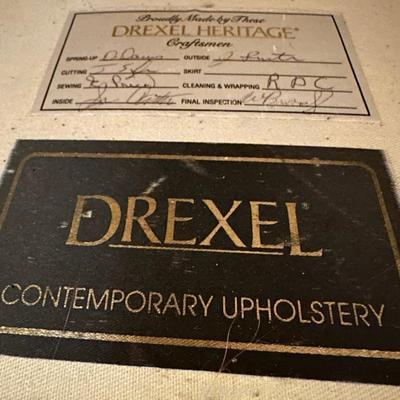 Proudly Made by These
DREXEL HERITAGE®
Craftsmen
SPRING-UP D Davis OUTSIDE
CUTTING SKIRT
SEWING CLEANING & WRAPPING R D C
INSIDE FINAL INSPECTION
DREXEL®
CONTEMPORARY UPHOLSTERY